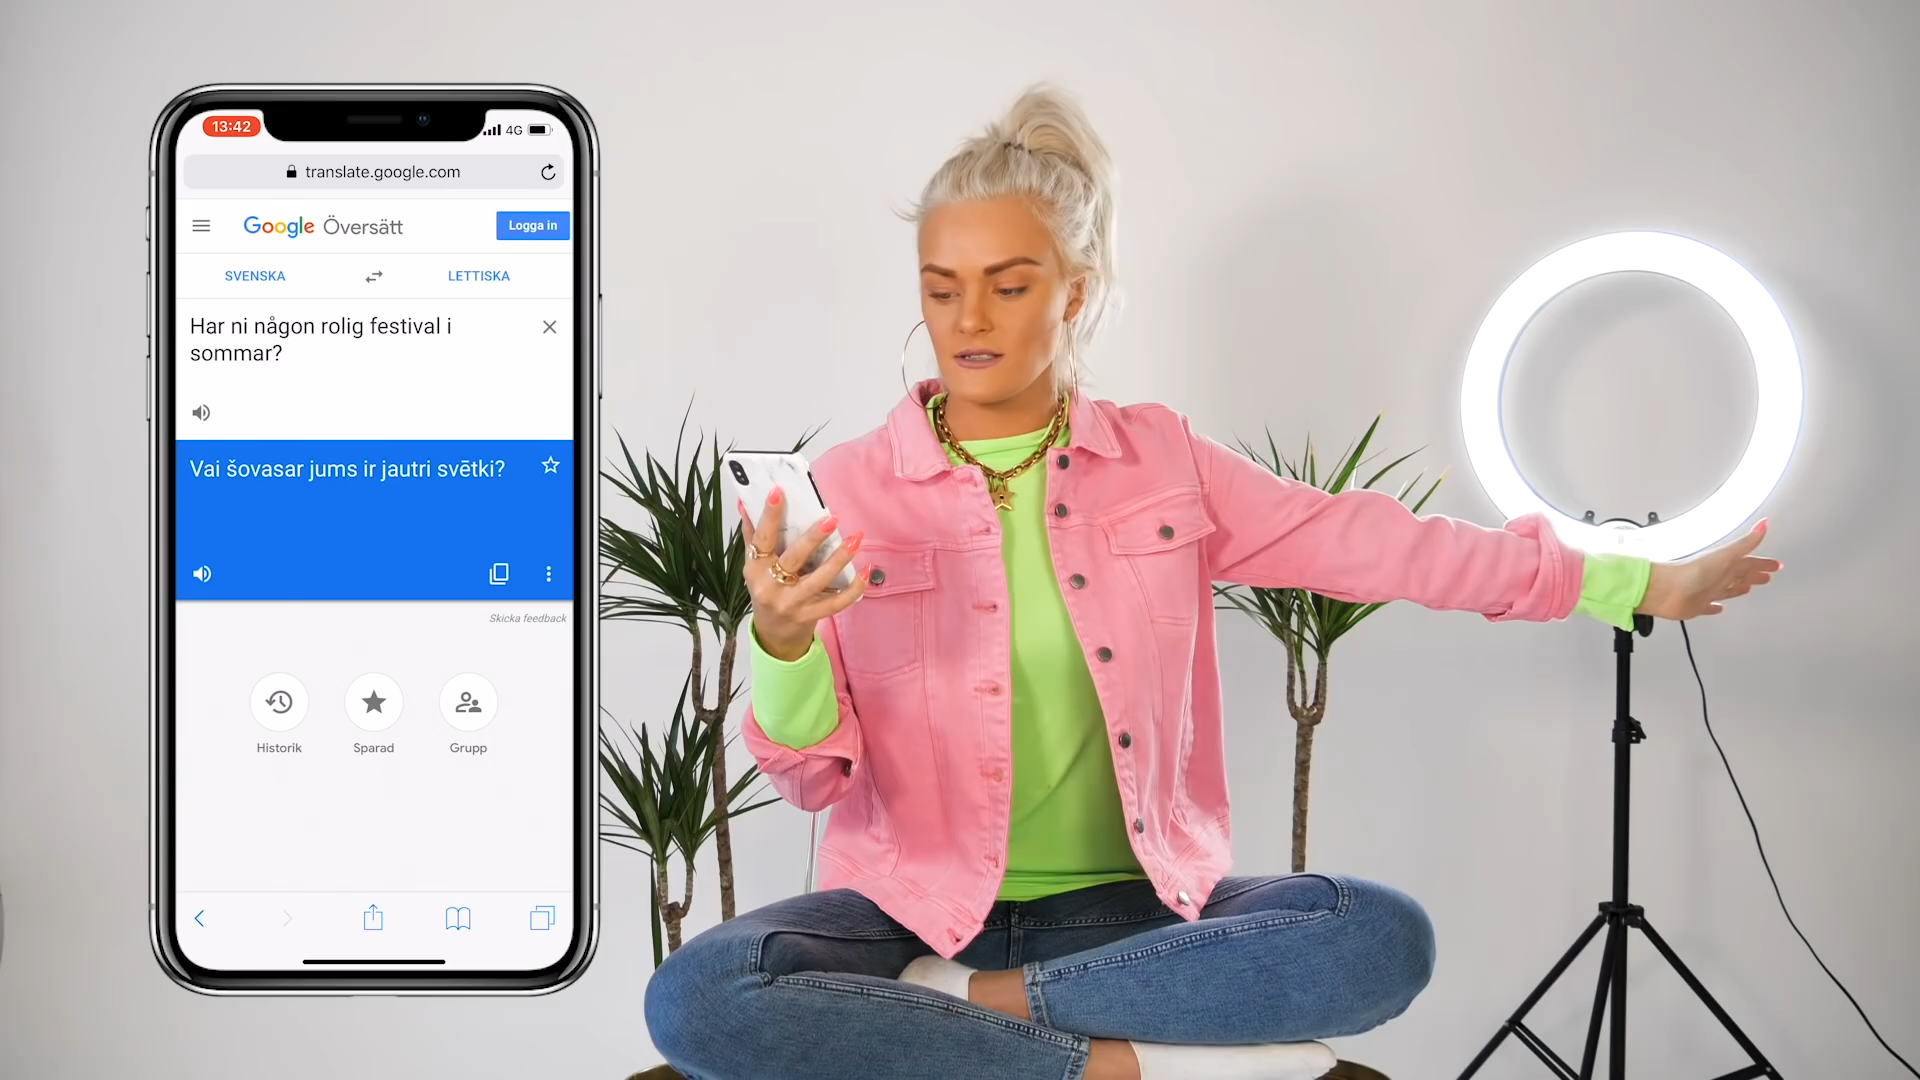 13:42
4G
translate.google.com
Google Översätt
Logga in
SVENSKA
LETTISKA
Har ni någon rolig festival i
sommar?
Vai šovasar jums ir jautri svētki?
Skicka feedback
Historik
Sparad
Grupp